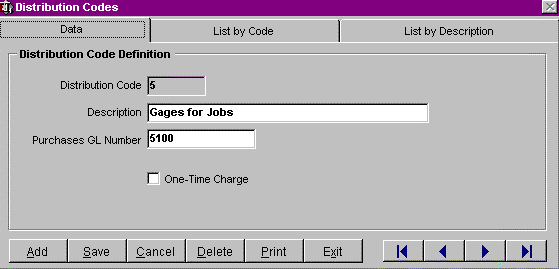 Distribution Codes
Data List by Code List by Description
Distribution Code Definition
Distribution Code 5
Description Gages for Jobs
Purchases GL Number 5100
One-Time Charge
Add Save Cancel Delete Print Exit